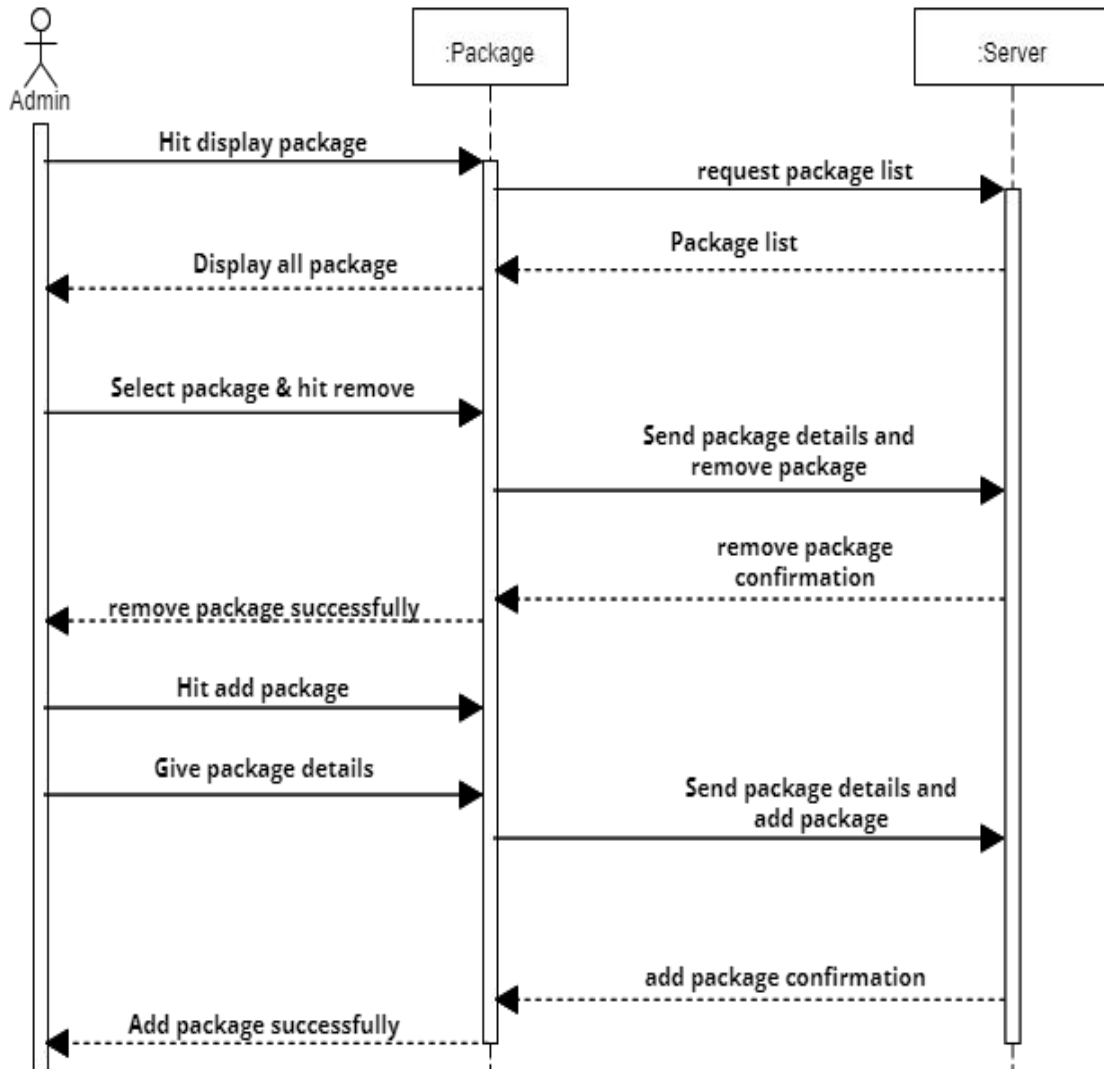 Admin
:Package
:Server
Hit display package
request package list
Package list
Display all package
Select package & hit remove
Send package details and
remove package
remove package
confirmation
remove package successfully
Hit add package
Give package details
Send package details and
add package
add package confirmation
Add package successfully